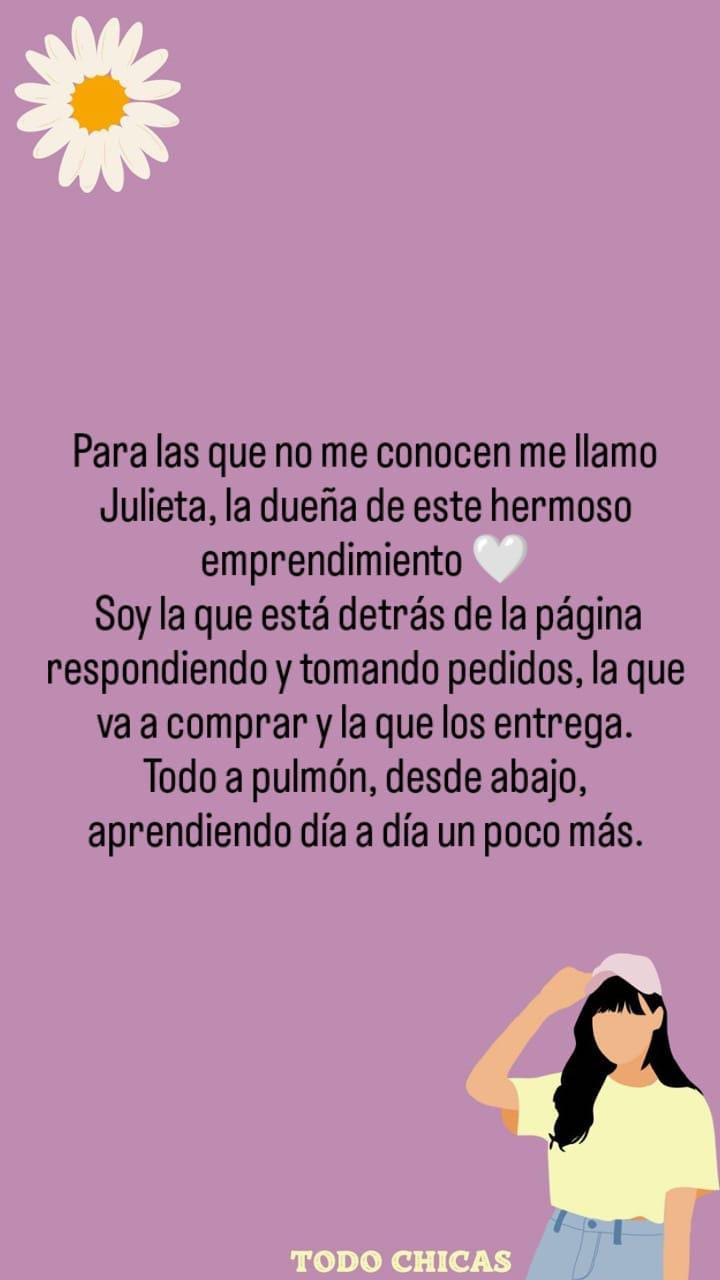 Para las que no me conocen me llamo
Julieta, la dueña de este hermoso
emprendimiento 🤍
Soy la que está detrás de la página
respondiendo y tomando pedidos, la que
va a comprar y la que los entrega.
Todo a pulmón, desde abajo,
aprendiendo día a día un poco más.
TODO CHICAS